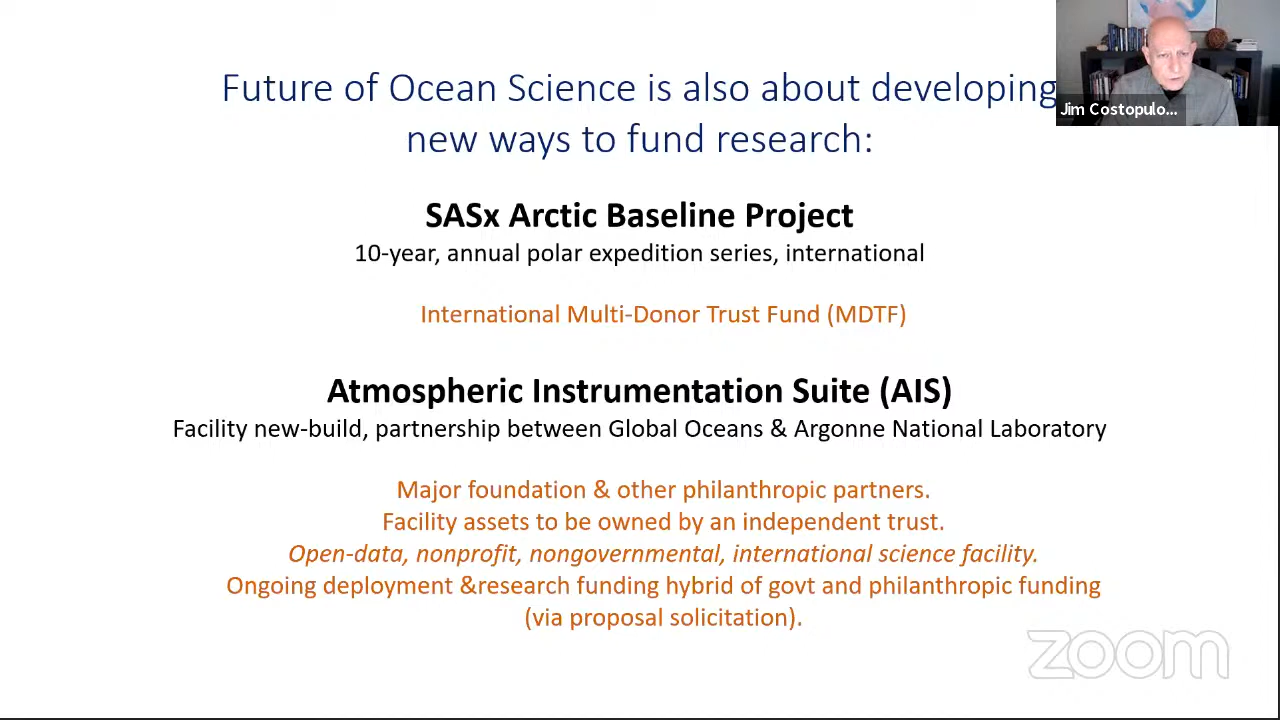 Future of Ocean Science is also about developing
new ways to fund research:
Jim Costopulo...
SASx Arctic Baseline Project
10-year, annual polar expedition series, international
International Multi-Donor Trust Fund (MDTF)
Atmospheric Instrumentation Suite (AIS)
Facility new-build, partnership between Global Oceans & Argonne National Laboratory
Major foundation & other philanthropic partners.
Facility assets to be owned by an independent trust.
Open-data, nonprofit, nongovernmental, international science facility.
Ongoing deployment &research funding hybrid of govt and philanthropic funding
(via proposal solicitation).
zoom